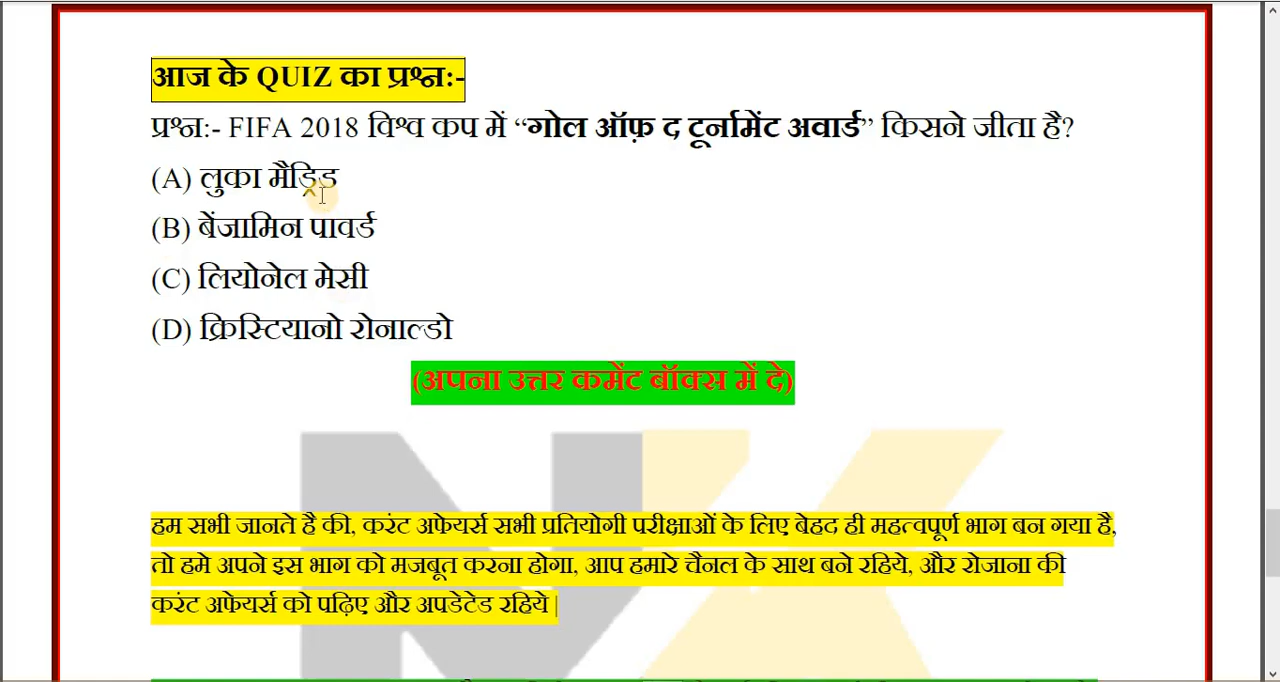 आज के QUIZ का प्रश्न:-
प्रश्न:- FIFA 2018 विश्व कप में “गोल ऑफ़ द टूर्नामेंट अवार्ड” किसने जीता है?
(A) लुका मैड्रिड
(B) बेंजामिन पावर्ड
(C) लियोनेल मेसी
(D) क्रिस्टियानो रोनाल्डो
(अपना उत्तर कमेंट बॉक्स में दे)
NK
हम सभी जानते है की, करंट अफेयर्स सभी प्रतियोगी परीक्षाओं के लिए बेहद ही महत्वपूर्ण भाग बन गया है,
तो हमे अपने इस भाग को मजबूत करना होगा, आप हमारे चैनल के साथ बने रहिये, और रोजाना की
करंट अफेयर्स को पढ़िए और अपडेटेड रहिये |